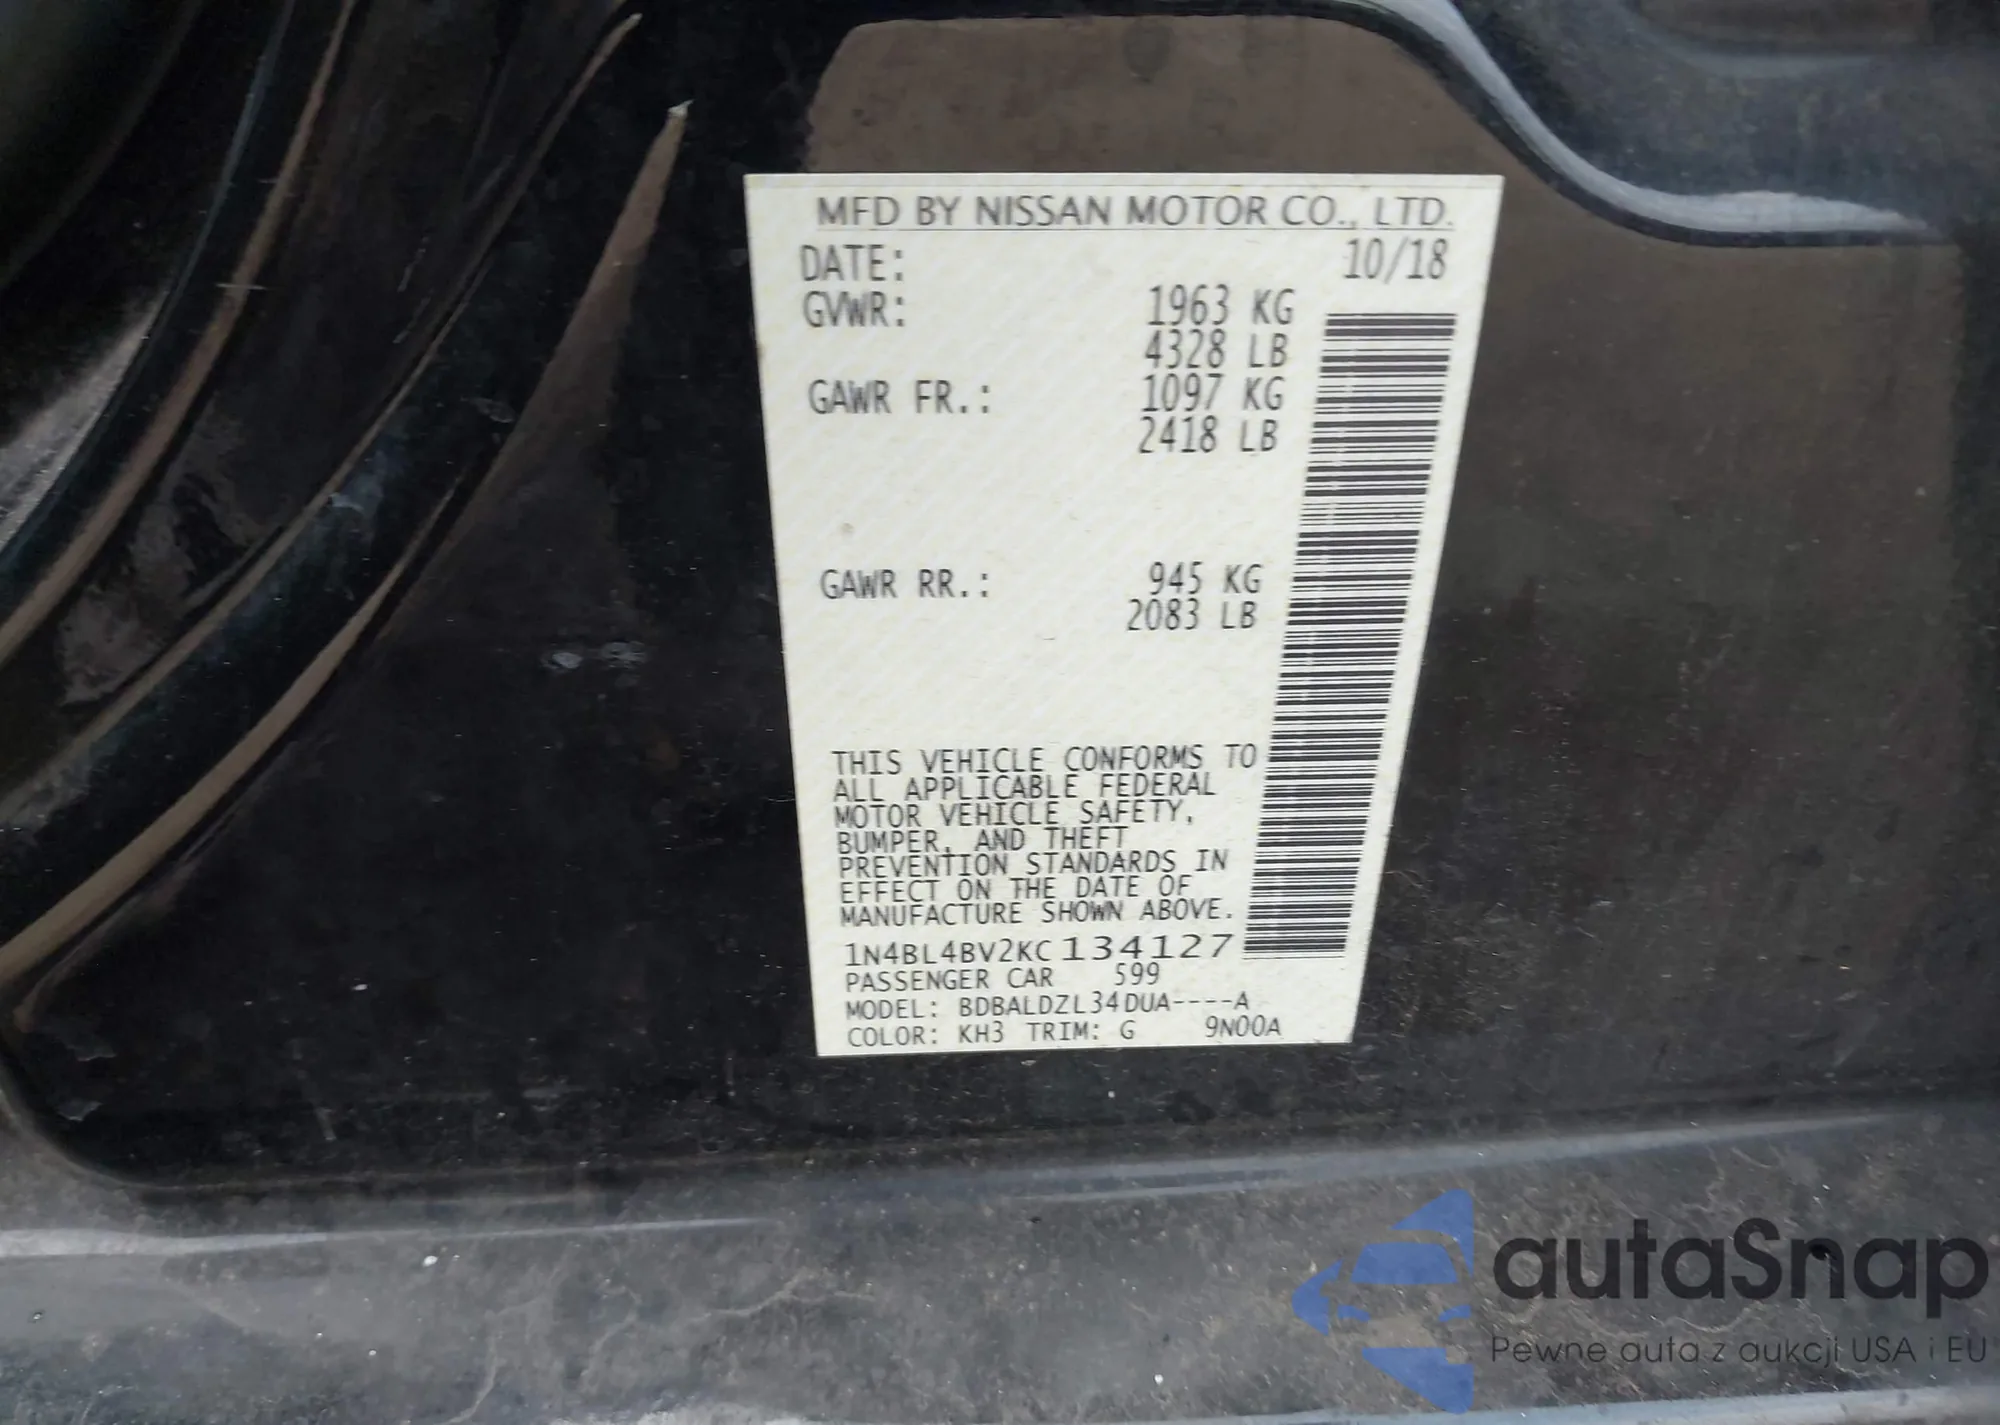 MFD BY NISSAN MOTOR CO., LTD.
DATE: 10/18
GVWR: 1963 KG
4328 LB
GAWR FR.: 1097 KG
2418 LB
GAWR RR.: 945 KG
2083 LB
THIS VEHICLE CONFORMS TO
ALL APPLICABLE FEDERAL
MOTOR VEHICLE SAFETY,
BUMPER, AND THEFT
PREVENTION STANDARDS IN
EFFECT ON THE DATE OF
MANUFACTURE SHOWN ABOVE.
1N4BL4BV2KC134127
PASSENGER CAR 599
MODEL: BDBALDZL34DUA----A
COLOR: KH3 TRIM: G 9N00A
autaSnap
Pewne auta z aukcji USA i EU